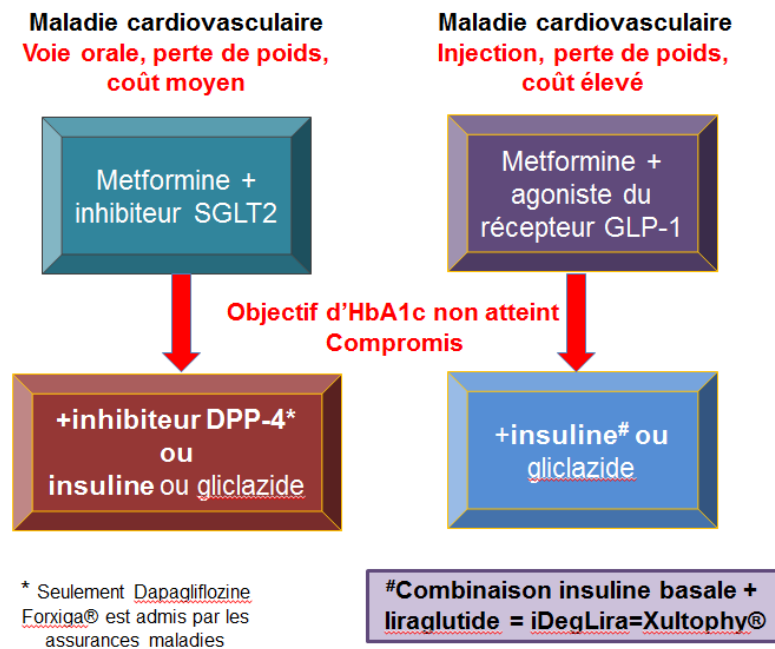 Maladie cardiovasculaire
Voie orale, perte de poids,
coût moyen
Metformine +
inhibiteur SGLT2
Maladie cardiovasculaire
Injection, perte de poids,
coût élevé
Metformine +
agoniste du
récepteur GLP-1
Objectif d’HbA1c non atteint
Compromis
+inhibiteur DPP-4*
ou
insuline ou gliclazide
+insuline# ou
gliclazide
* Seulement Dapagliflozine
Forxiga® est admis par les
assurances maladies
#Combinaison insuline basale +
liraglutide = iDegLira=Xultophy®